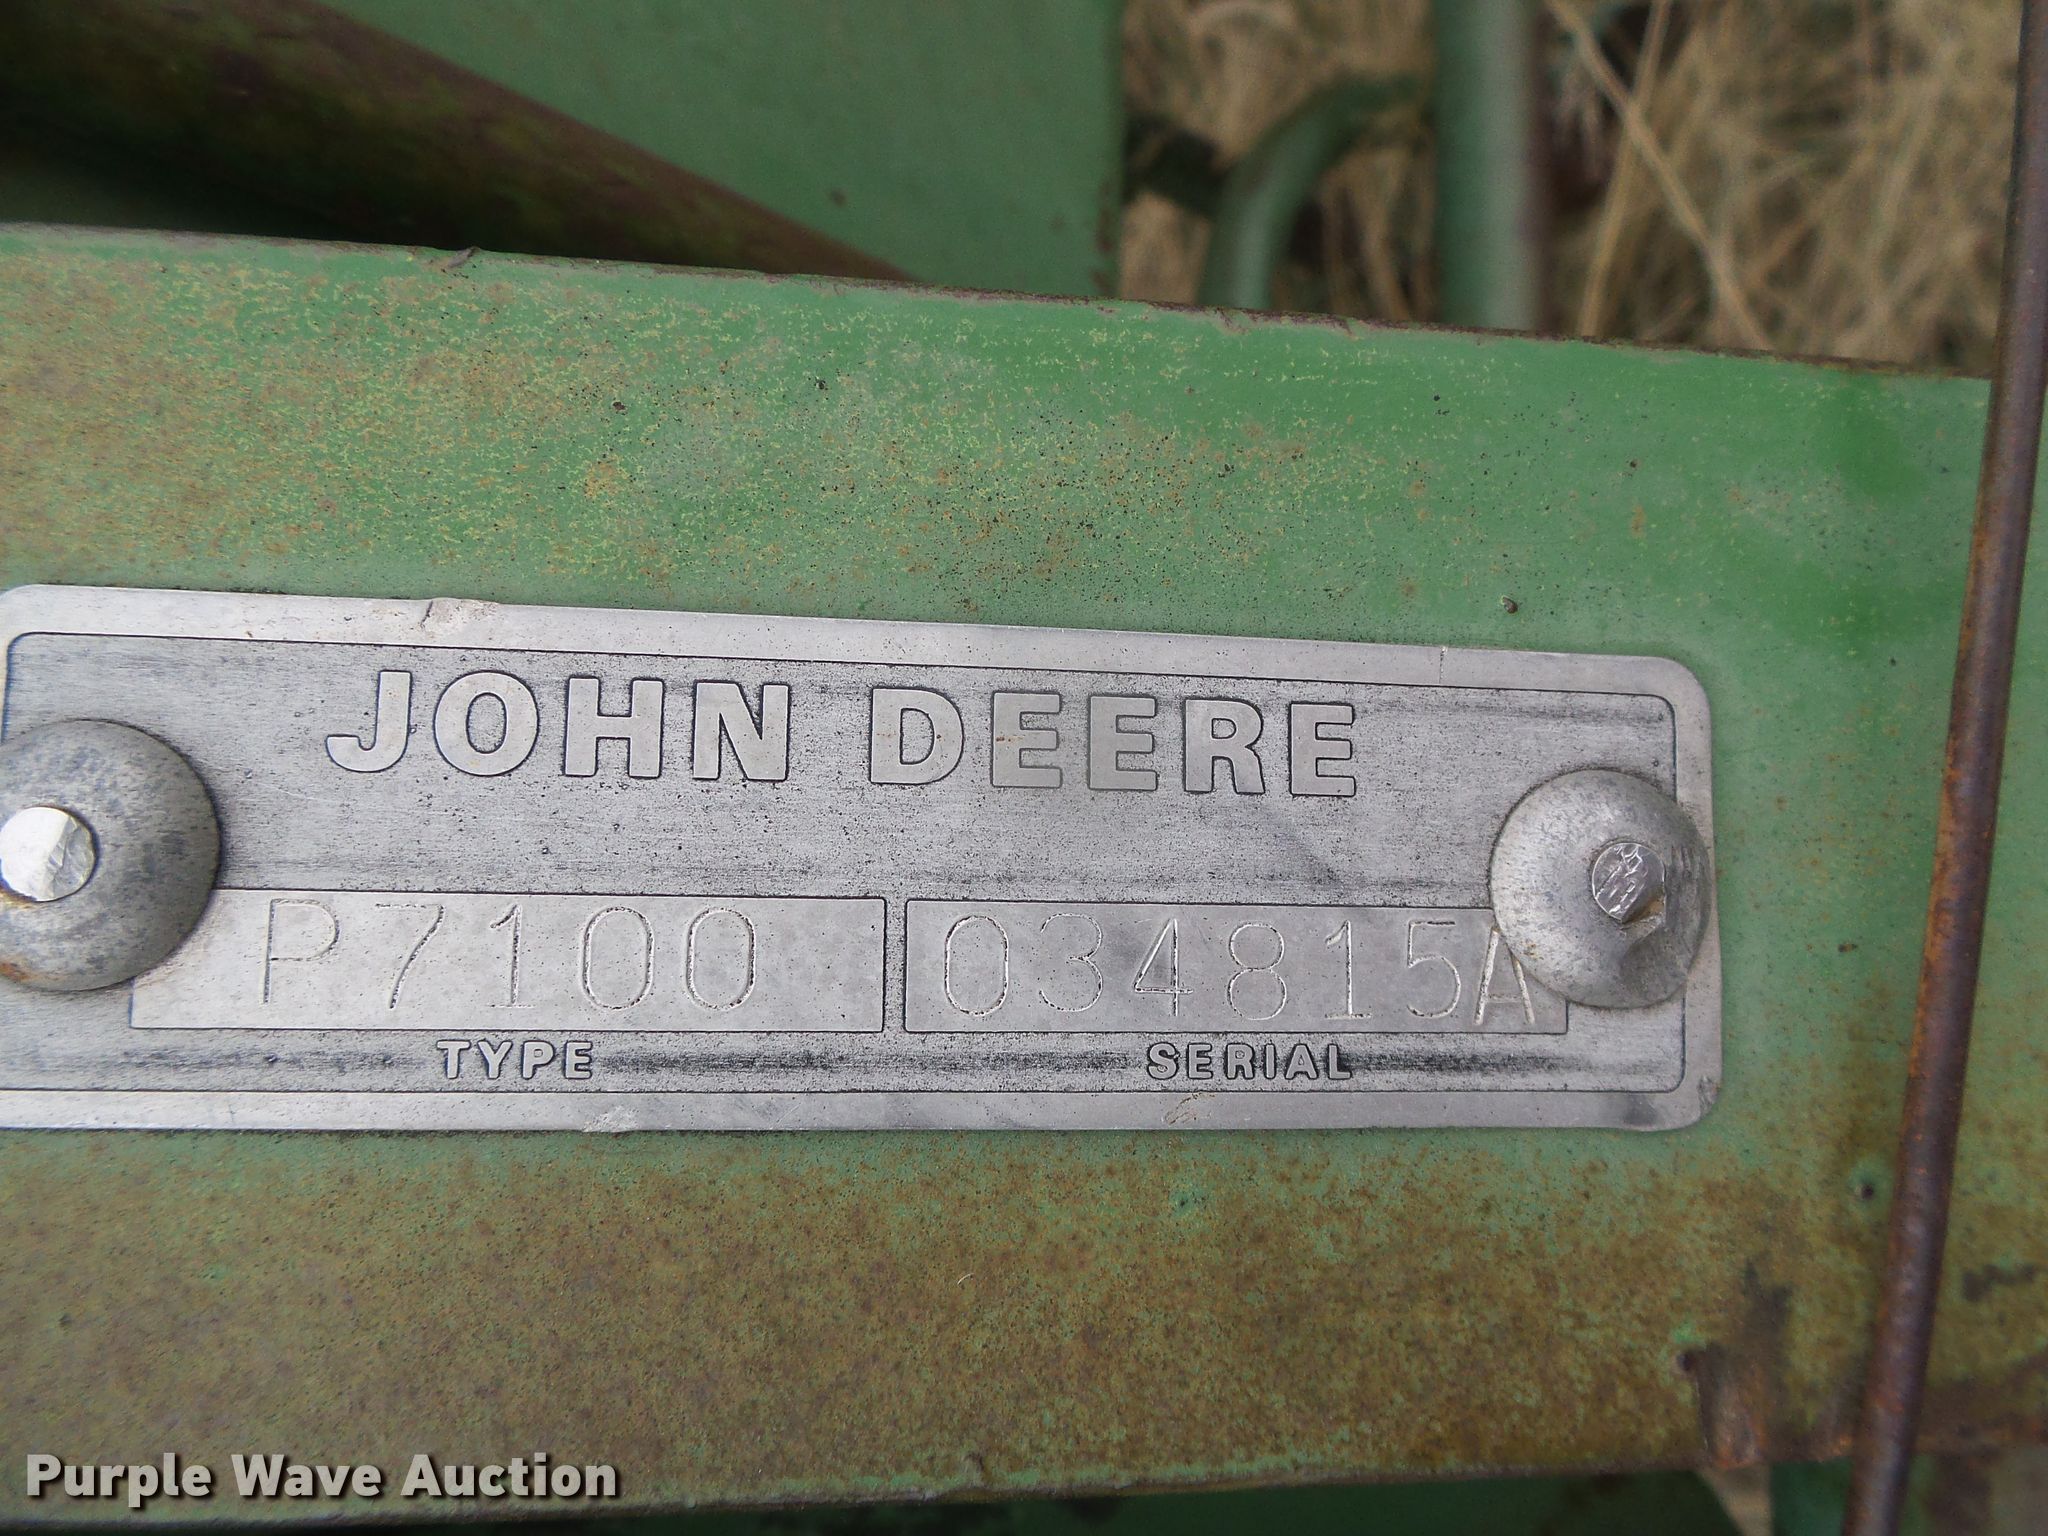 JOHN DEERE
P7100 034815A
TYPE SERIAL
Purple Wave Auction